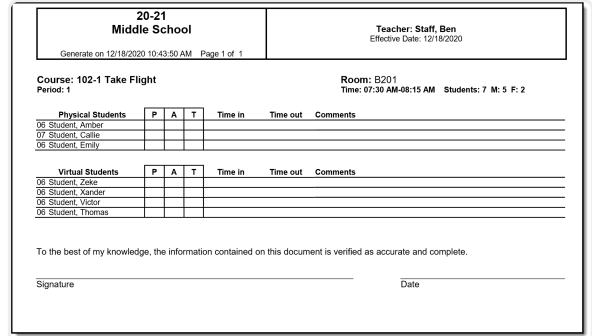 20-21
Middle School
Generate on 12/18/2020 10:43:50 AM Page 1 of 1
Teacher: Staff, Ben
Effective Date: 12/18/2020
Course: 102-1 Take Flight
Period: 1
Room: B201
Time: 07:30 AM-08:15 AM Students: 7 M: 5 F: 2
Physical Students P A T Time in Time out Comments
06 Student, Amber
07 Student, Callie
06 Student, Emily
Virtual Students P A T Time in Time out Comments
06 Student, Zeke
06 Student, Xander
06 Student, Victor
06 Student, Thomas
To the best of my knowledge, the information contained on this document is verified as accurate and complete.
Signature Date